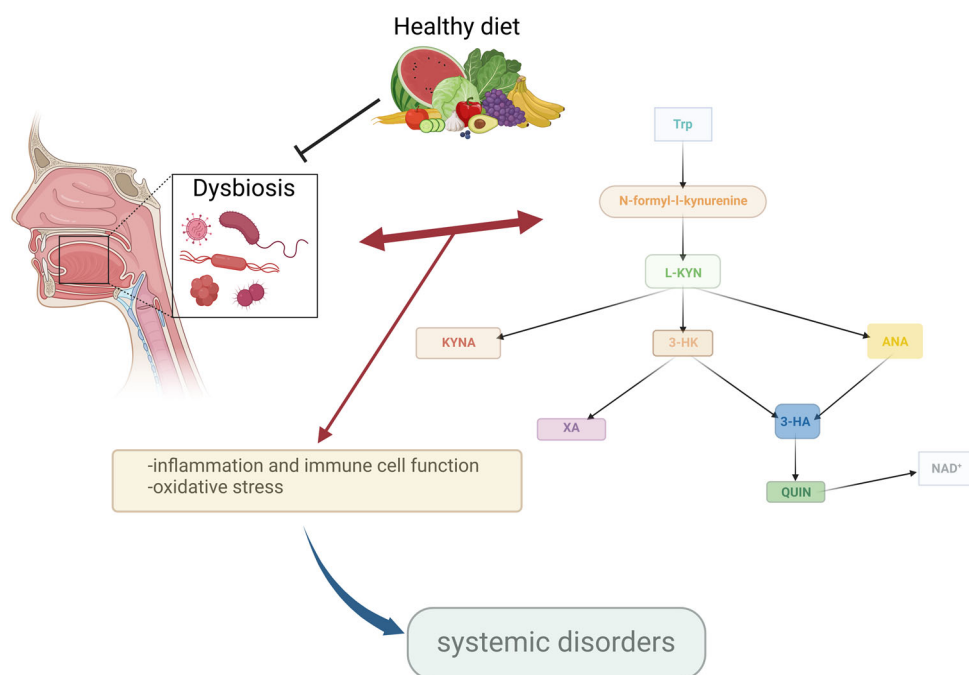 Healthy diet
Dysbiosis
Trp
N-formyl-l-kynurenine
L-KYN
KYNA
3-HK
ANA
XA
3-HA
QUIN
NAD⁺
-inflammation and immune cell function
-oxidative stress
systemic disorders